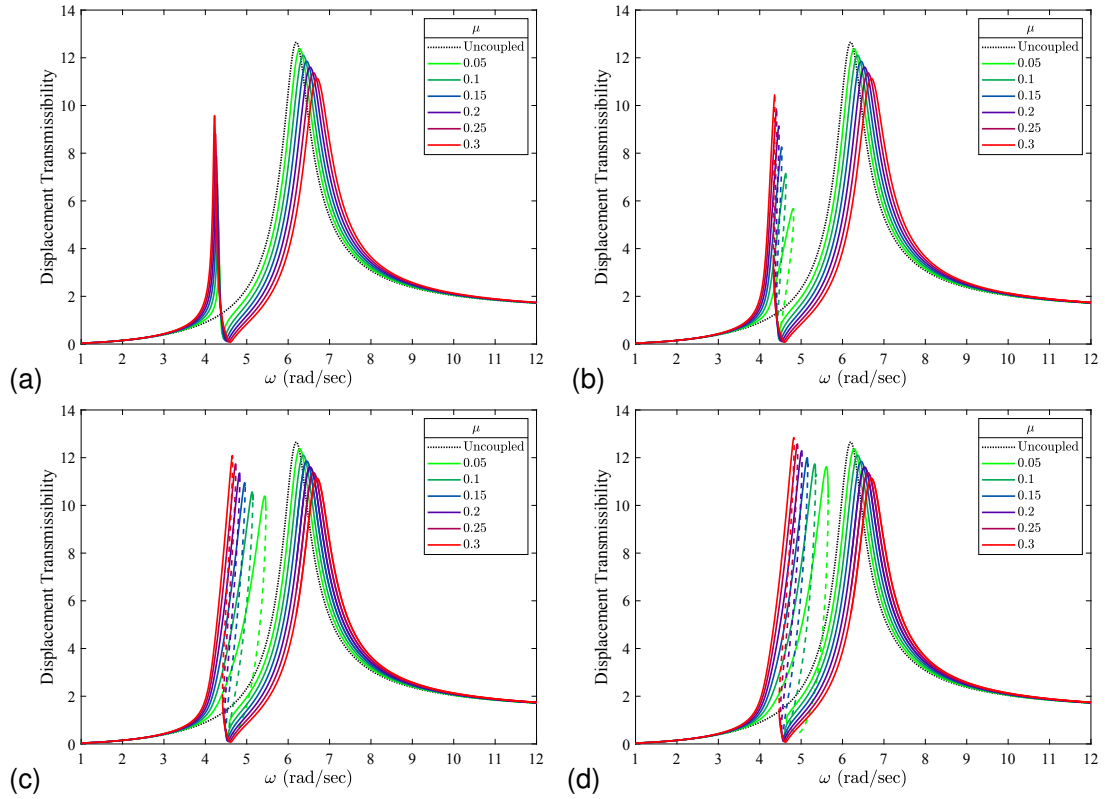 14
12
10
8
6
4
2
0
Displacement Transmissibility
μ
Uncoupled
0.05
0.1
0.15
0.2
0.25
0.3
1 2 3 4 5 6 7 8 9 10 11 12
ω (rad/sec)
(a)
14
12
10
8
6
4
2
0
Displacement Transmissibility
μ
Uncoupled
0.05
0.1
0.15
0.2
0.25
0.3
1 2 3 4 5 6 7 8 9 10 11 12
ω (rad/sec)
(b)
14
12
10
8
6
4
2
0
Displacement Transmissibility
μ
Uncoupled
0.05
0.1
0.15
0.2
0.25
0.3
1 2 3 4 5 6 7 8 9 10 11 12
ω (rad/sec)
(c)
14
12
10
8
6
4
2
0
Displacement Transmissibility
μ
Uncoupled
0.05
0.1
0.15
0.2
0.25
0.3
1 2 3 4 5 6 7 8 9 10 11 12
ω (rad/sec)
(d)